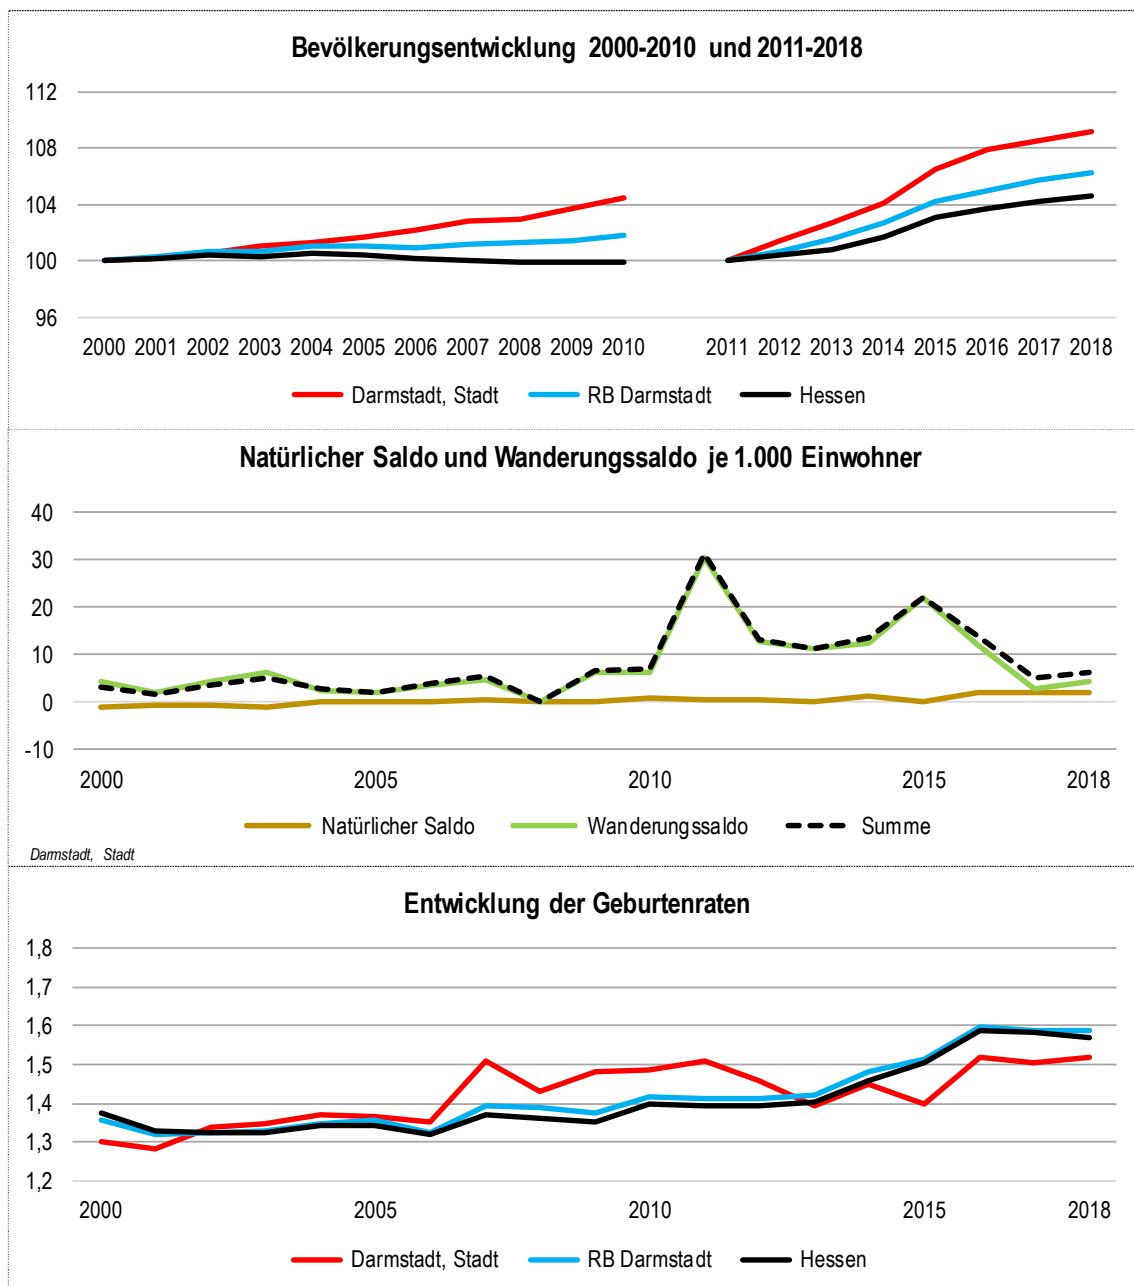 Bevölkerungsentwicklung 2000-2010 und 2011-2018
112
108
104
100
96
2000 2001 2002 2003 2004 2005 2006 2007 2008 2009 2010 2011 2012 2013 2014 2015 2016 2017 2018
Darmstadt, Stadt RB Darmstadt Hessen
Natürlicher Saldo und Wanderungssaldo je 1.000 Einwohner
40
30
20
10
0
-10
2000 2005 2010 2015 2018
Natürlicher Saldo Wanderungssaldo Summe
Darmstadt, Stadt
Entwicklung der Geburtenraten
1,8
1,7
1,6
1,5
1,4
1,3
1,2
2000 2005 2010 2015 2018
Darmstadt, Stadt RB Darmstadt Hessen